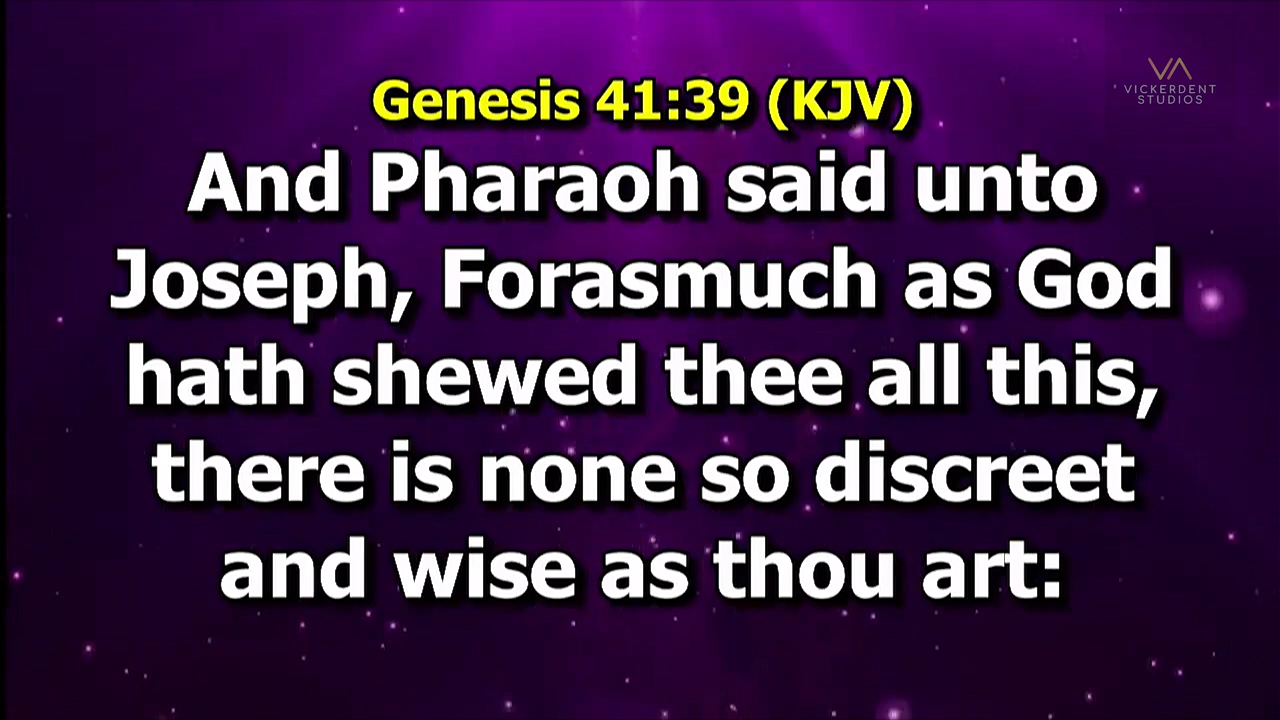 Genesis 41:39 (KJV)
VICKERDENT
STUDIOS
And Pharaoh said unto
Joseph, Forasmuch as God
hath shewed thee all this,
there is none so discreet
and wise as thou art: